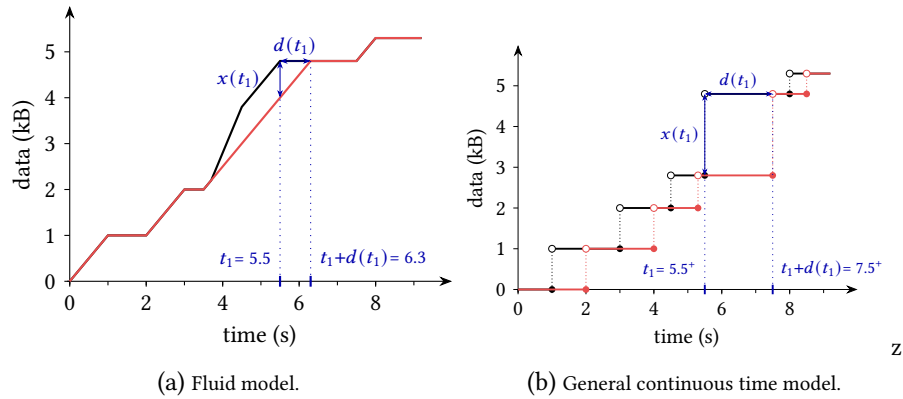 d(t₁)
5
x(t₁)
4
3
2
1
t₁ = 5.5
t₁+d(t₁) = 6.3
0
0
2
4
6
8
data (kB)
time (s)
(a) Fluid model.
5
d(t₁)
4
x(t₁)
3
2
1
t₁ = 5.5⁺
t₁+d(t₁) = 7.5⁺
0
0
2
4
6
8
data (kB)
time (s)
(b) General continuous time model.
z